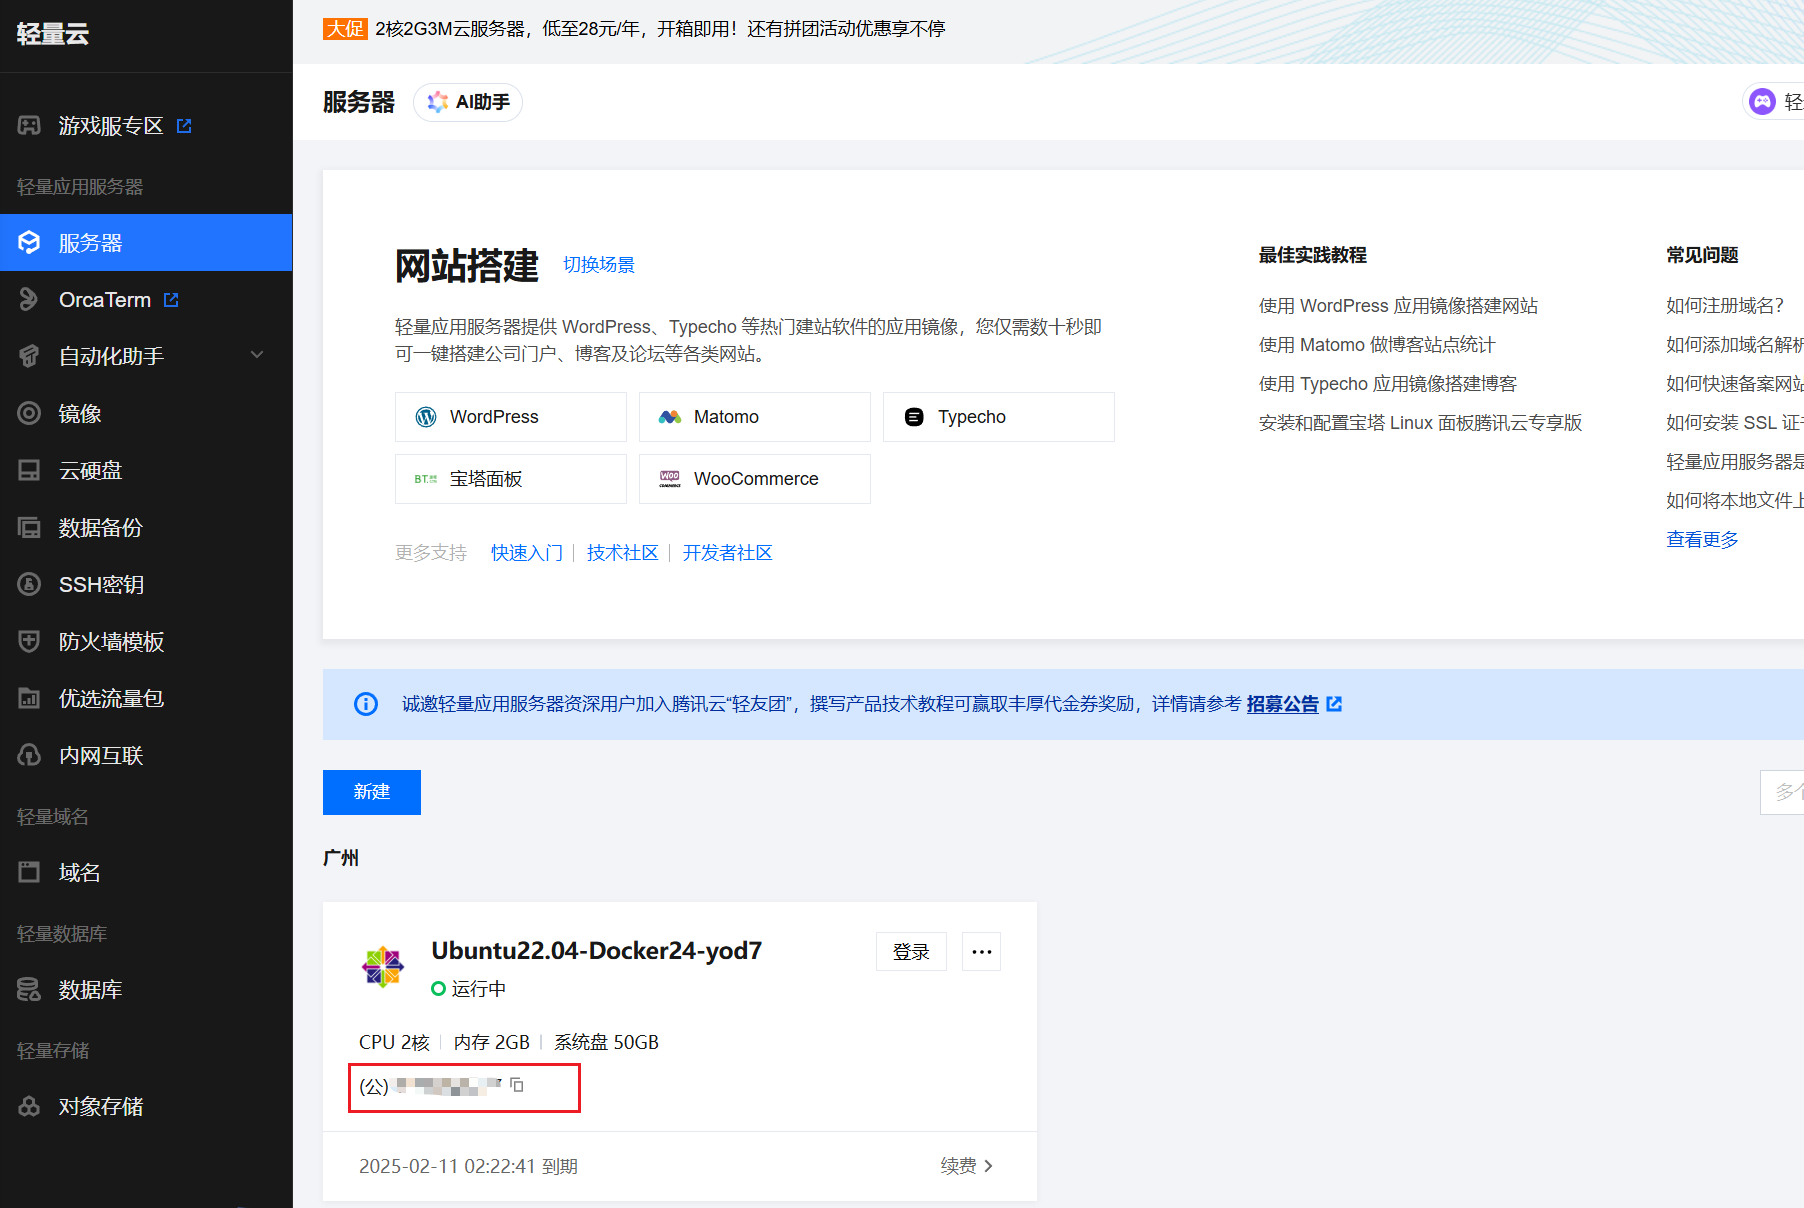 轻量云
游戏服专区
轻量应用服务器
服务器
OrcaTerm
自动化助手
镜像
云硬盘
数据备份
SSH密钥
防火墙模板
优选流量包
内网互联
轻量域名
域名
轻量数据库
数据库
轻量存储
对象存储
大促 2核2G3M云服务器，低至28元/年，开箱即用！还有拼团活动优惠享不停
服务器 AI助手
轻
网站搭建 切换场景
轻量应用服务器提供 WordPress、Typecho 等热门建站软件的应用镜像，您仅需数十秒即
可一键搭建公司门户、博客及论坛等各类网站。
WordPress Matomo Typecho
BT. 宝塔面板 WooCommerce
更多支持 快速入门 技术社区 开发者社区
最佳实践教程
使用 WordPress 应用镜像搭建网站
使用 Matomo 做博客站点统计
使用 Typecho 应用镜像搭建博客
安装和配置宝塔 Linux 面板腾讯云专享版
常见问题
如何注册域名？
如何添加域名解析
如何快速备案网站
如何安装 SSL 证书
轻量应用服务器是
如何将本地文件上
查看更多
诚邀轻量应用服务器资深用户加入腾讯云“轻友团”，撰写产品技术教程可赢取丰厚代金券奖励，详情请参考 招募公告
新建
多个
广州
Ubuntu22.04-Docker24-yod7 登录 ···
运行中
CPU 2核 内存 2GB 系统盘 50GB
(公)
2025-02-11 02:22:41 到期 续费